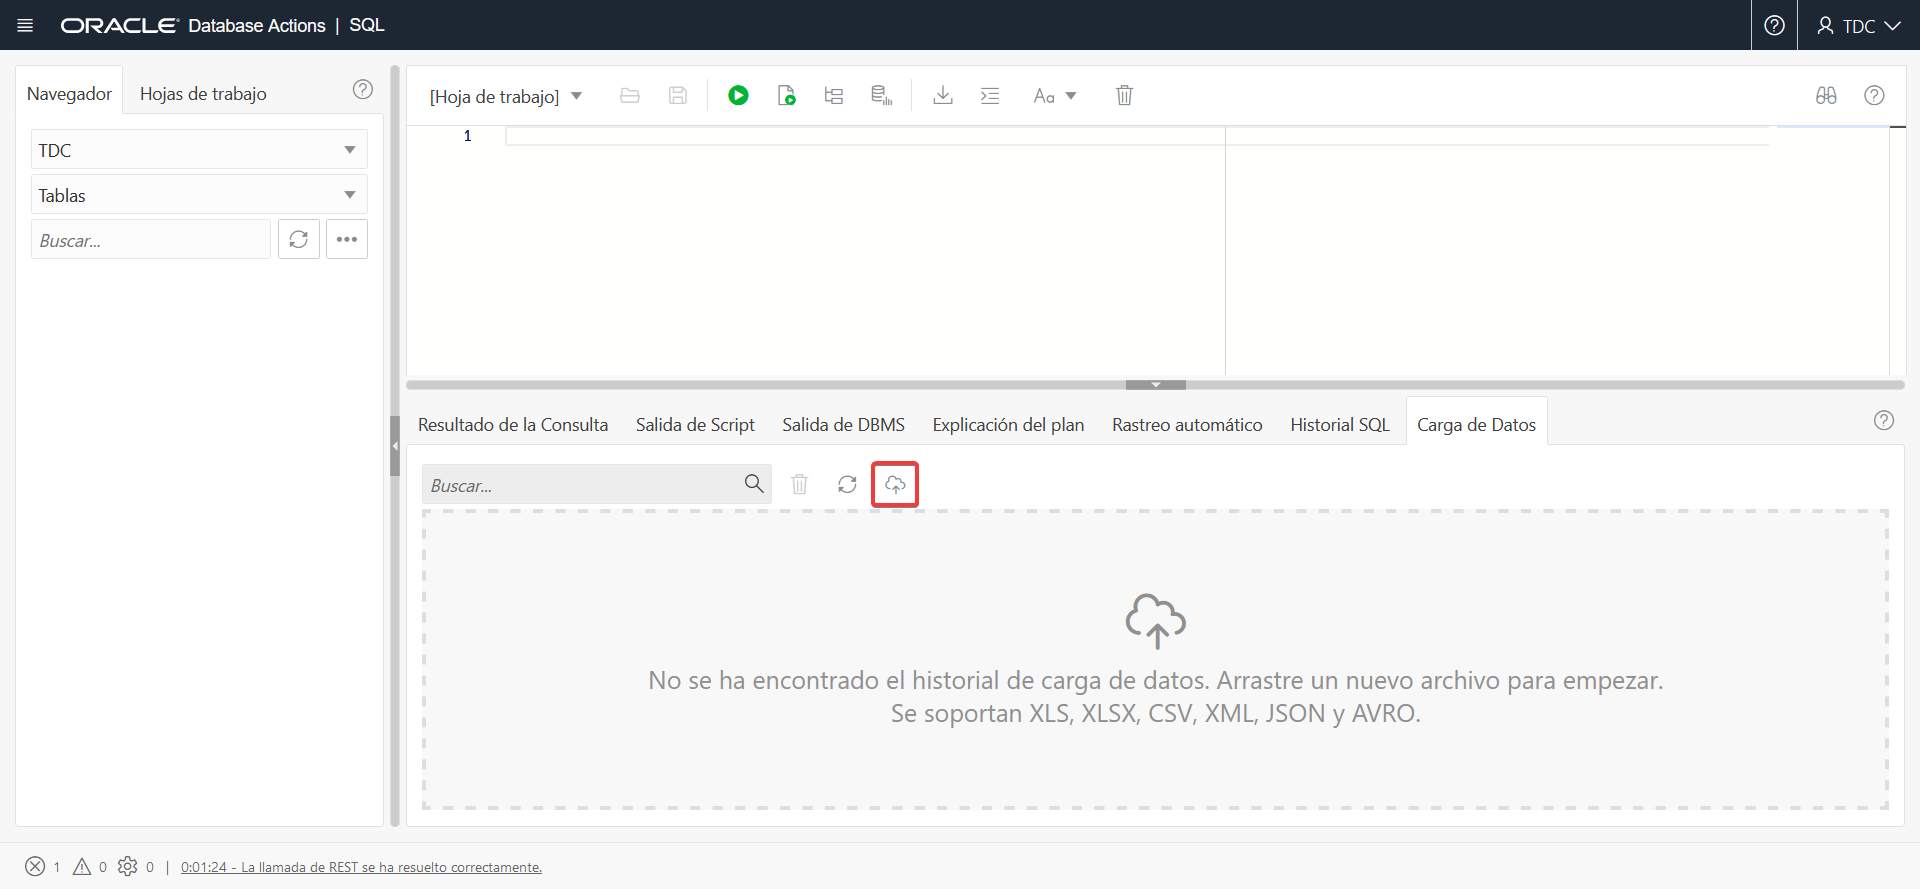 ORACLE Database Actions | SQL
TDC
Navegador
Hojas de trabajo
TDC
Tablas
Buscar...
[Hoja de trabajo]
Aa
1
Resultado de la Consulta
Salida de Script
Salida de DBMS
Explicación del plan
Rastreo automático
Historial SQL
Carga de Datos
Buscar...
No se ha encontrado el historial de carga de datos. Arrastre un nuevo archivo para empezar.
Se soportan XLS, XLSX, CSV, XML, JSON y AVRO.
1 0 0 | 0:01:24 - La llamada de REST se ha resuelto correctamente.